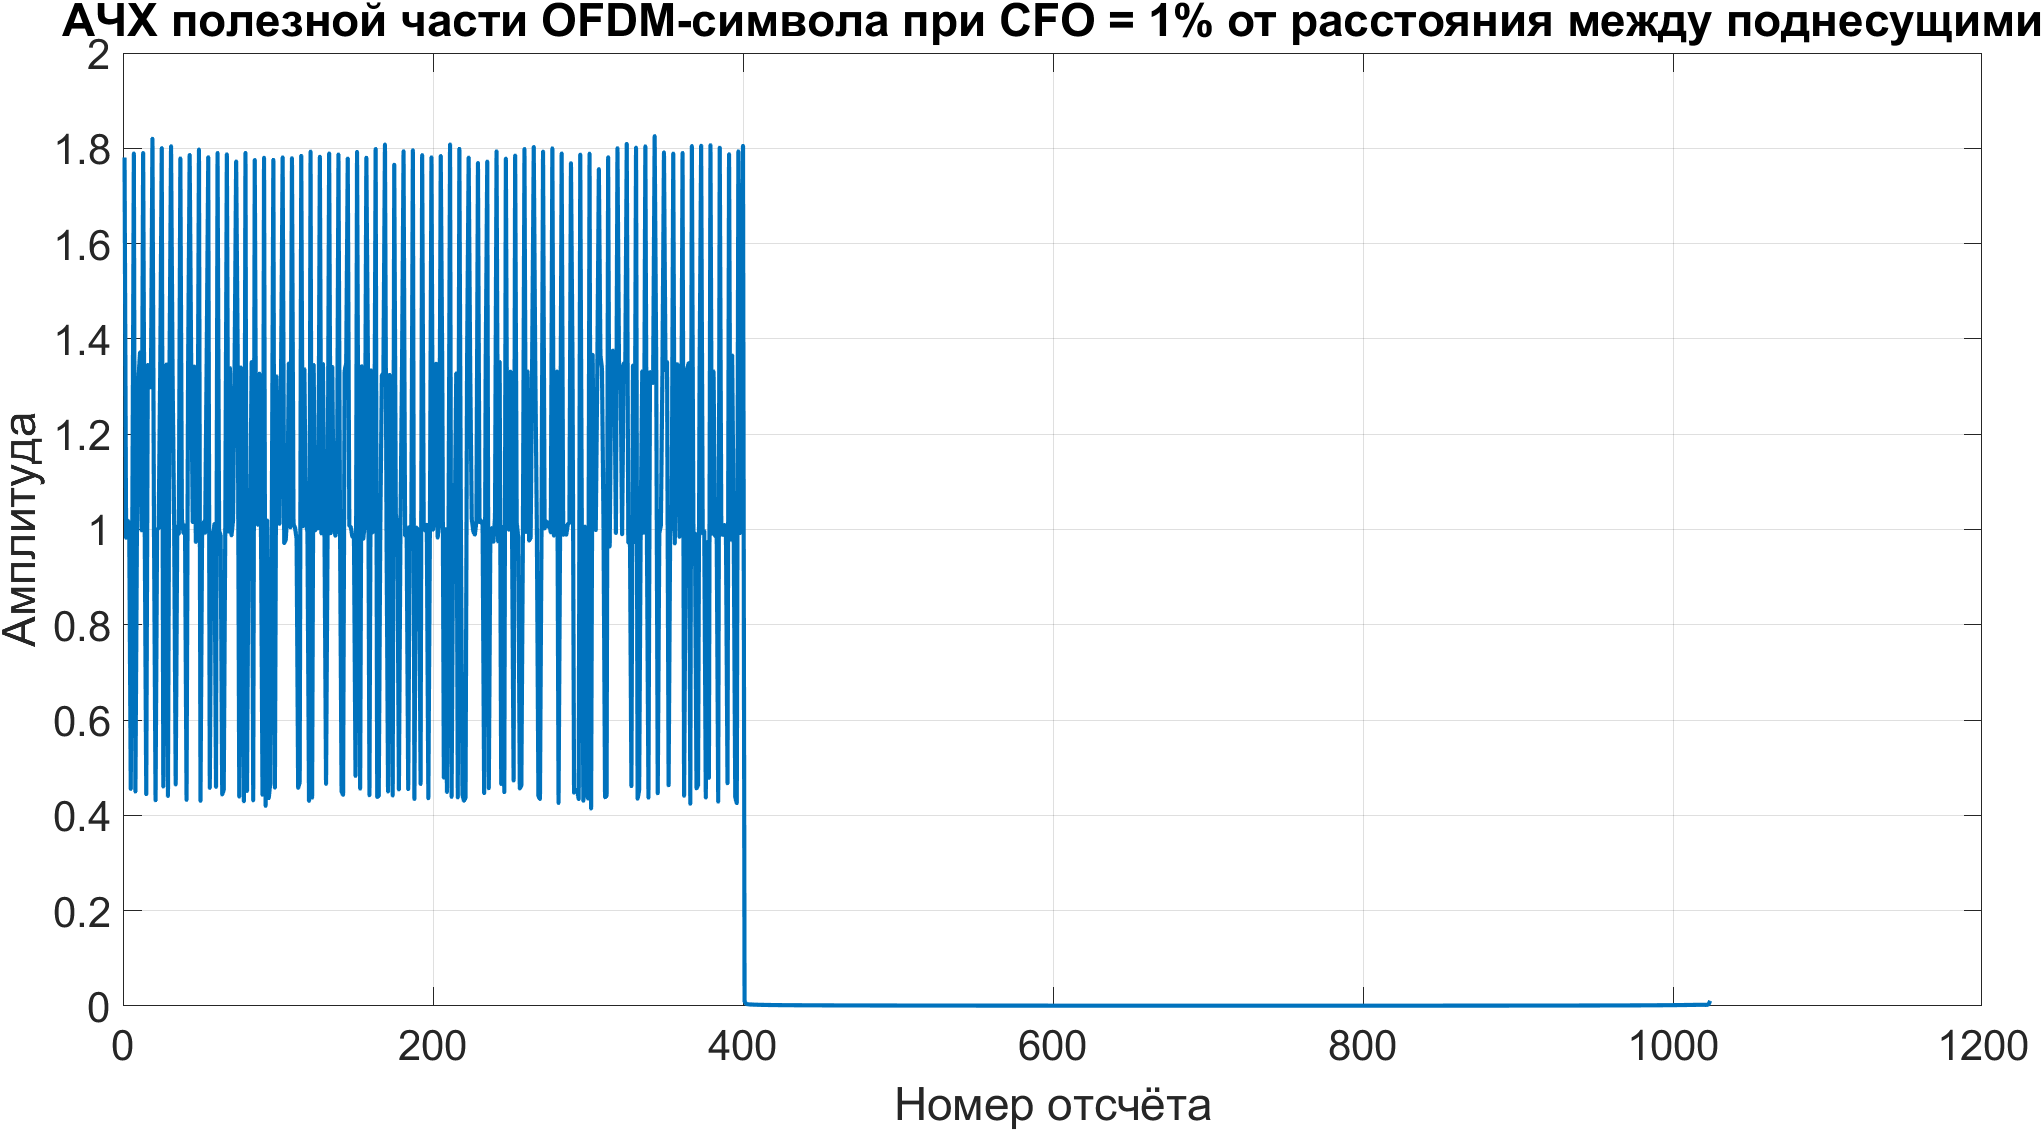 АЧХ полезной части OFDM-символа при CFO = 1% от расстояния между поднесущими
2
1.8
1.6
1.4
1.2
1
0.8
0.6
0.4
0.2
0
Амплитуда
0 200 400 600 800 1000 1200
Номер отсчёта